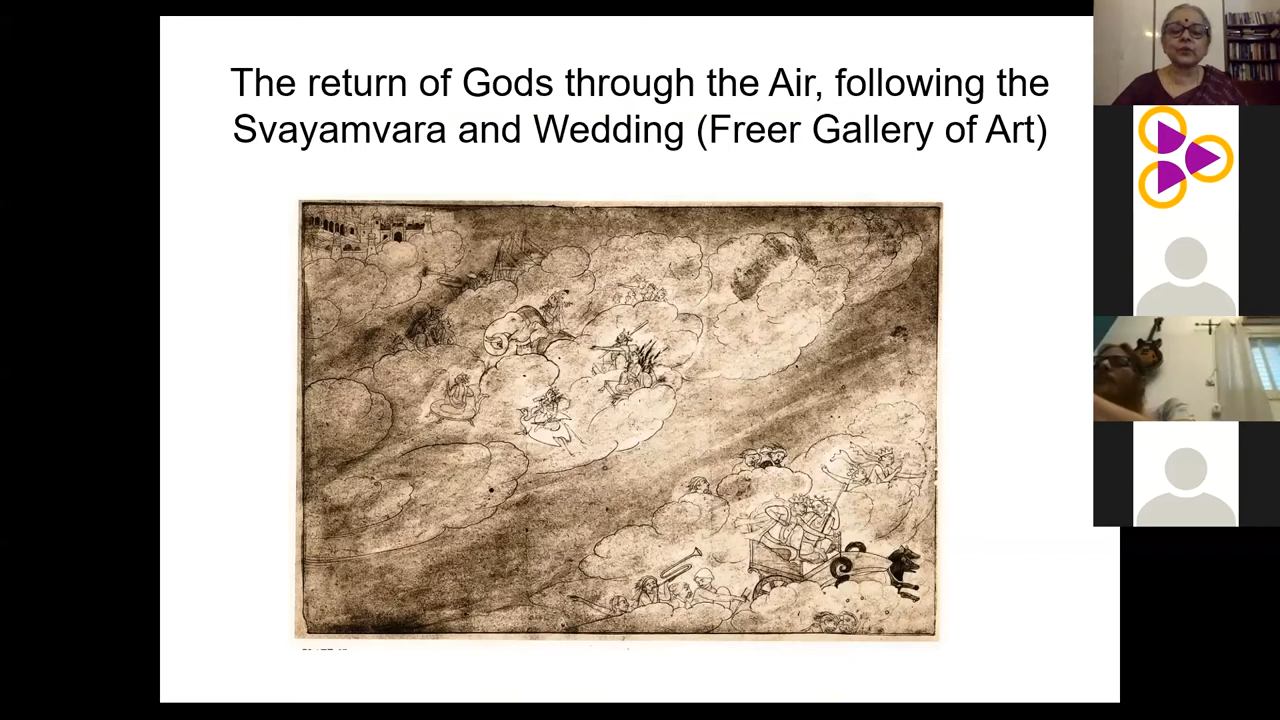 The return of Gods through the Air, following the
Svayamvara and Wedding (Freer Gallery of Art)